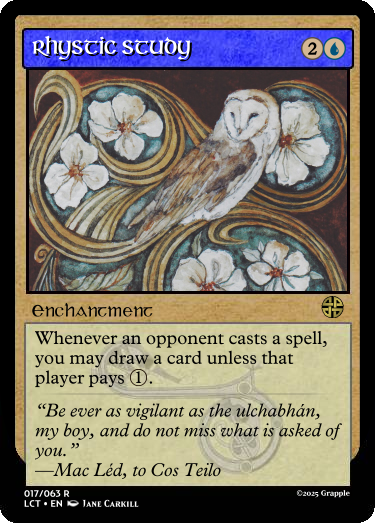 Rhystic Study 2
Enchantment
Whenever an opponent casts a spell,
you may draw a card unless that
player pays ①.
“Be ever as vigilant as the ulchabhán,
my boy, and do not miss what is asked of
you.”
—Mac Léd, to Cos Teilo
017/063 R
LCT • EN Jane Carkill
©2025 Grapple